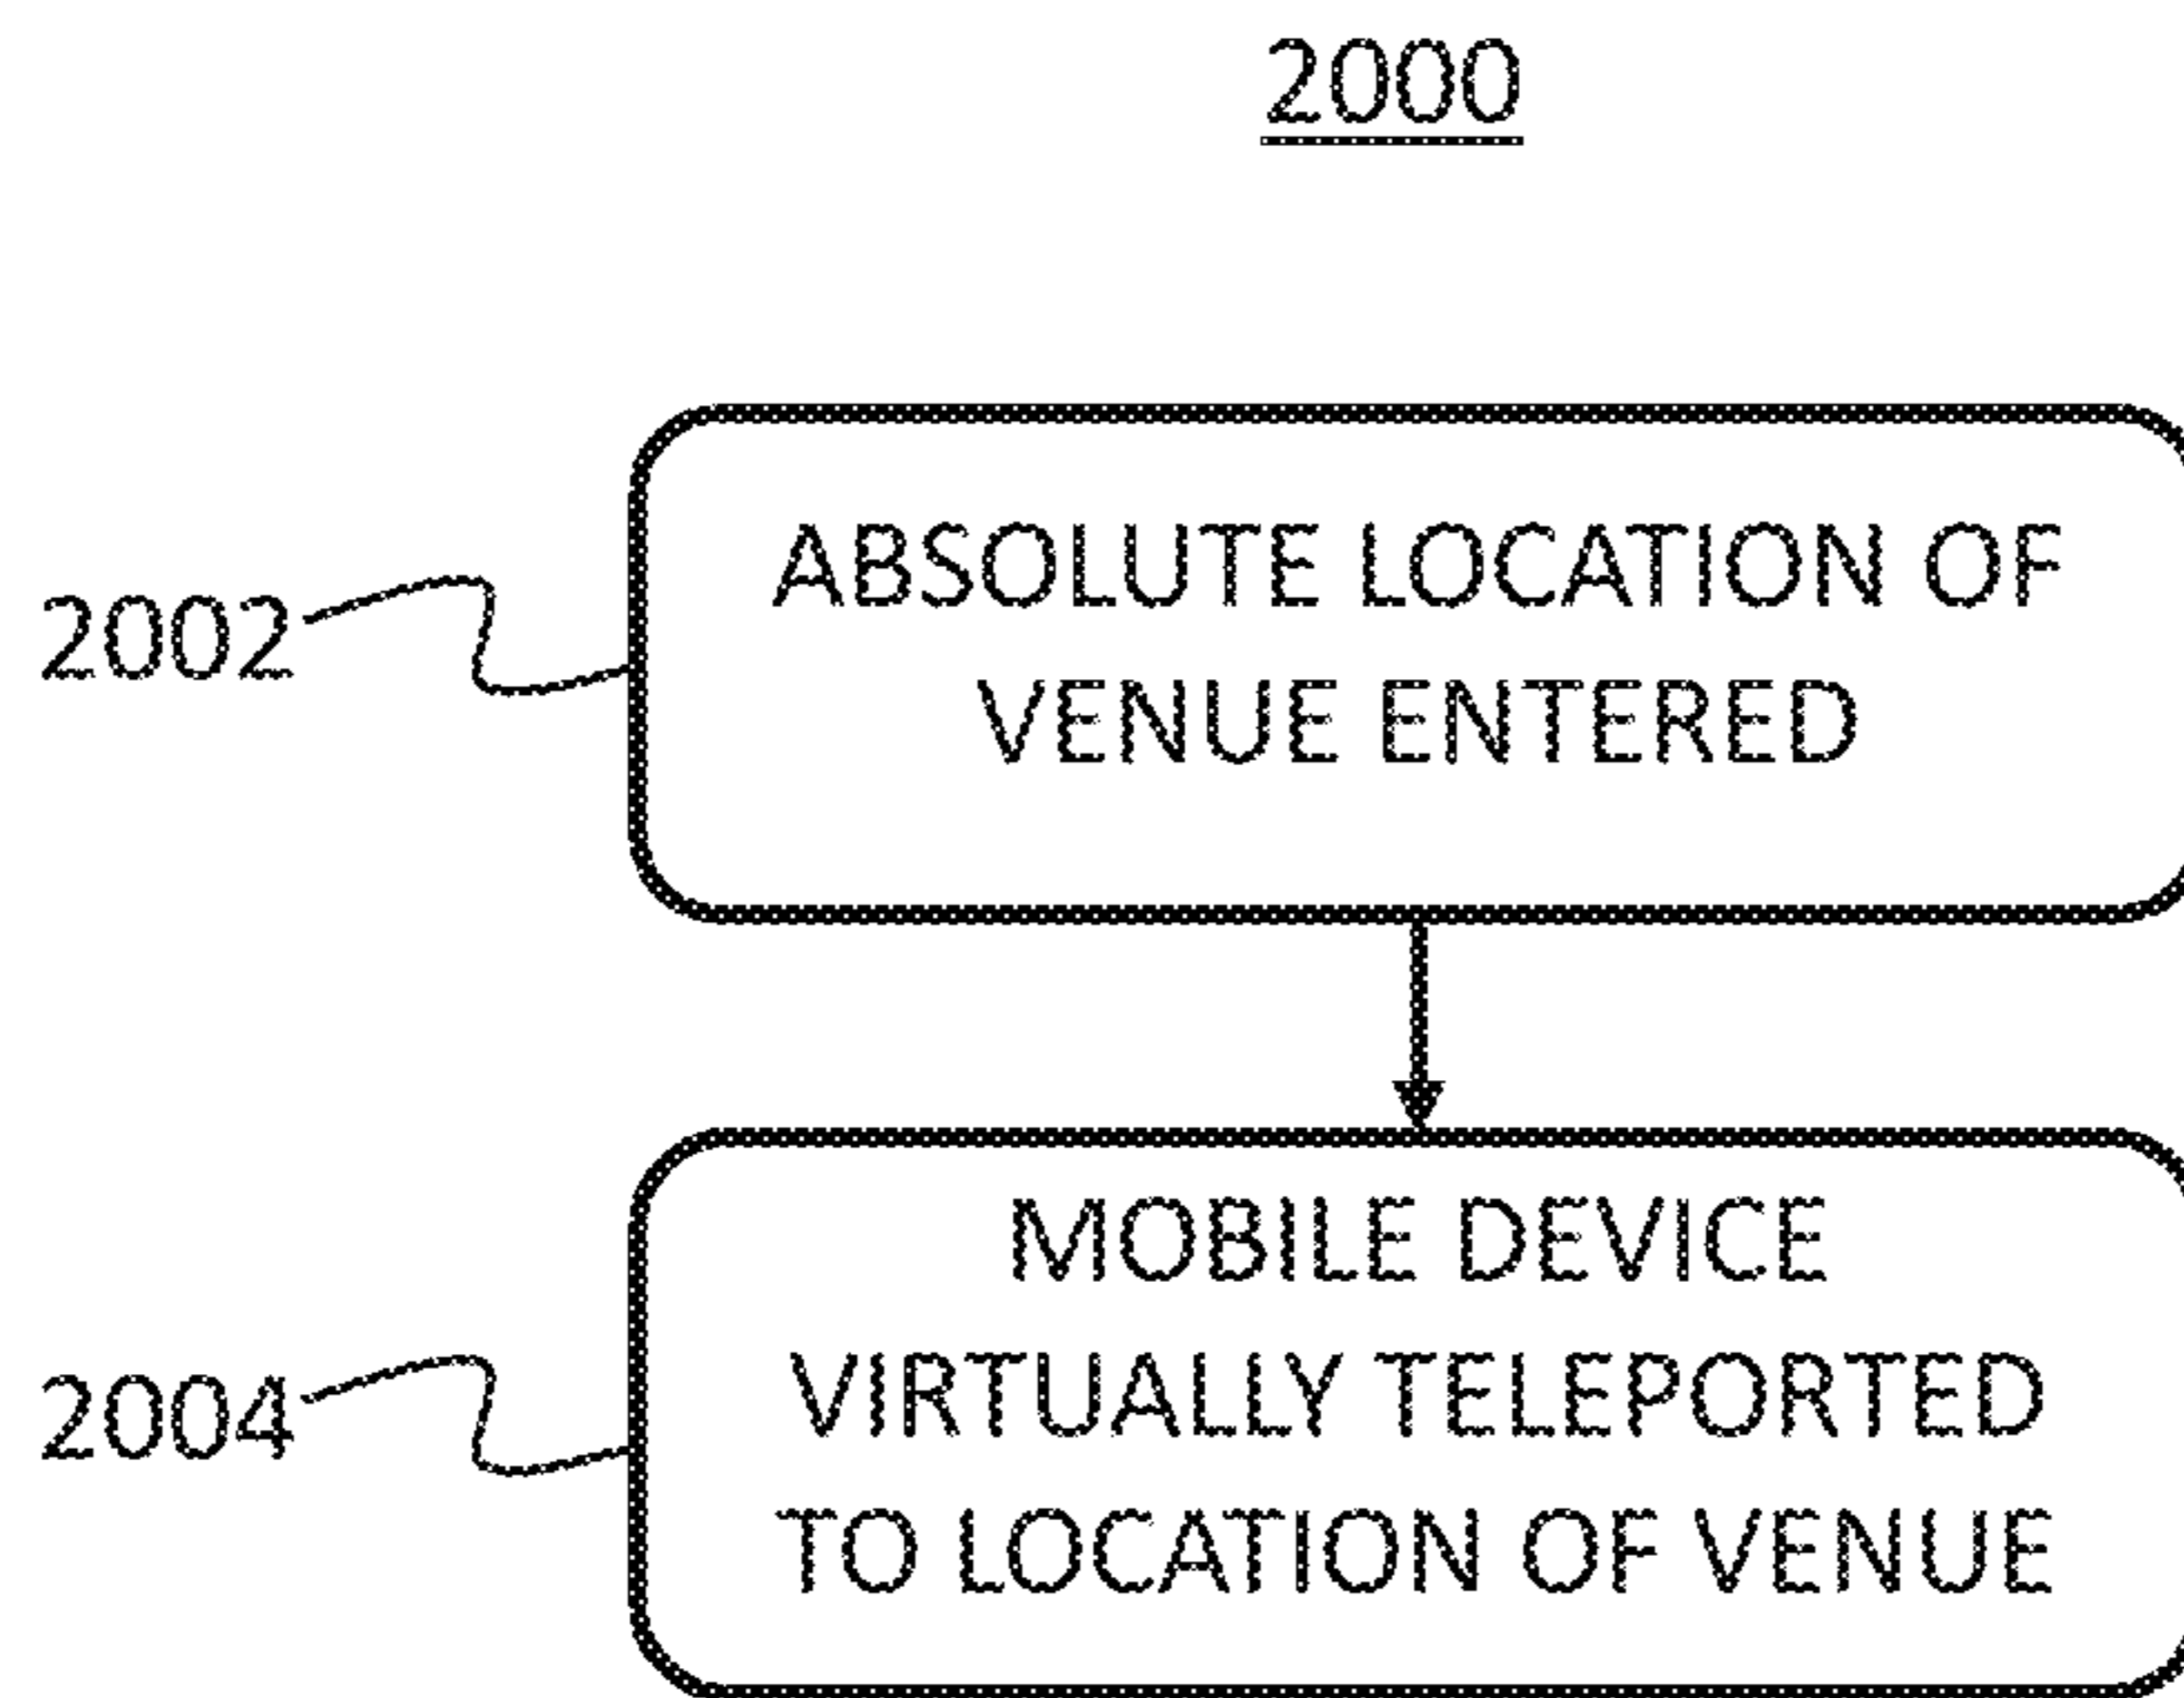 2000
ABSOLUTE LOCATION OF
VENUE ENTERED
2002
MOBILE DEVICE
VIRTUALLY TELEPORTED
TO LOCATION OF VENUE
2004